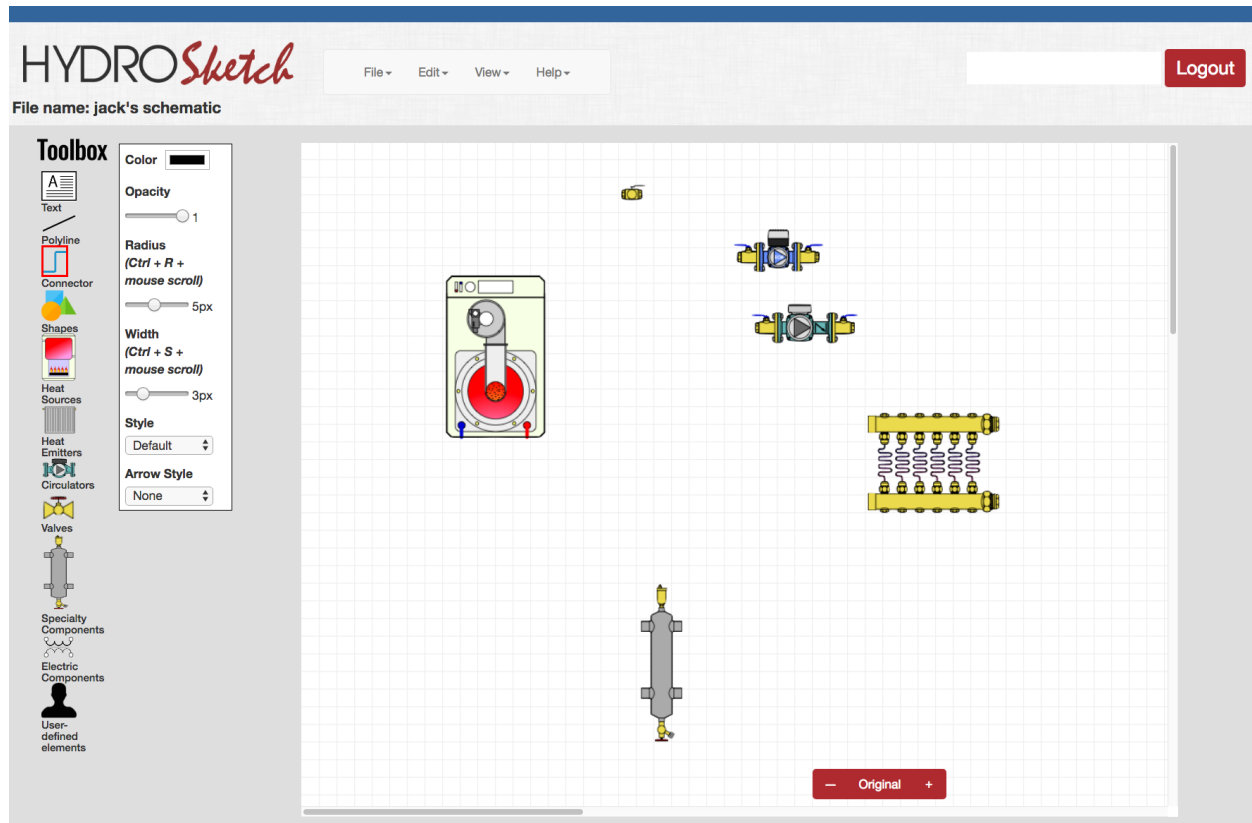 HYDROSketch
File Edit View Help
Logout
File name: jack's schematic
Toolbox
A
Text
Polyline
Connector
Shapes
Heat
Sources
Heat
Emitters
Circulators
Valves
Specialty
Components
Electric
Components
User-
defined
elements
Color
Opacity
1
Radius
(Ctrl + R +
mouse scroll)
5px
Width
(Ctrl + S +
mouse scroll)
3px
Style
Default
Arrow Style
None
— Original +